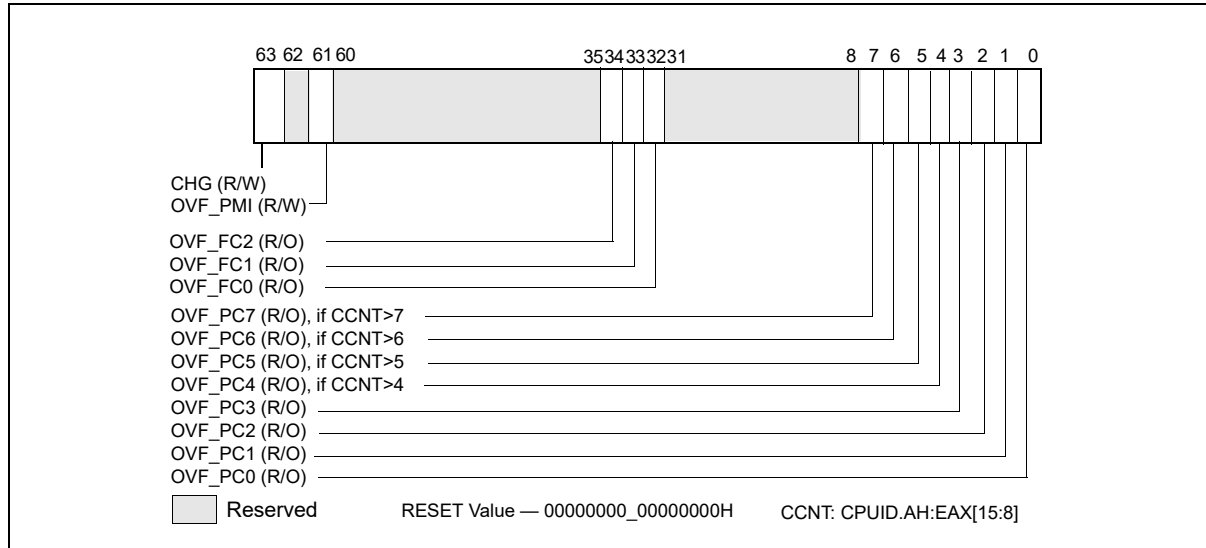 63 62 61 60 35 34 33 32 31 8 7 6 5 4 3 2 1 0
CHG (R/W)
OVF_PMI (R/W)
OVF_FC2 (R/O)
OVF_FC1 (R/O)
OVF_FC0 (R/O)
OVF_PC7 (R/O), if CCNT>7
OVF_PC6 (R/O), if CCNT>6
OVF_PC5 (R/O), if CCNT>5
OVF_PC4 (R/O), if CCNT>4
OVF_PC3 (R/O)
OVF_PC2 (R/O)
OVF_PC1 (R/O)
OVF_PC0 (R/O)
Reserved RESET Value — 00000000_00000000H CCNT: CPUID.AH:EAX[15:8]